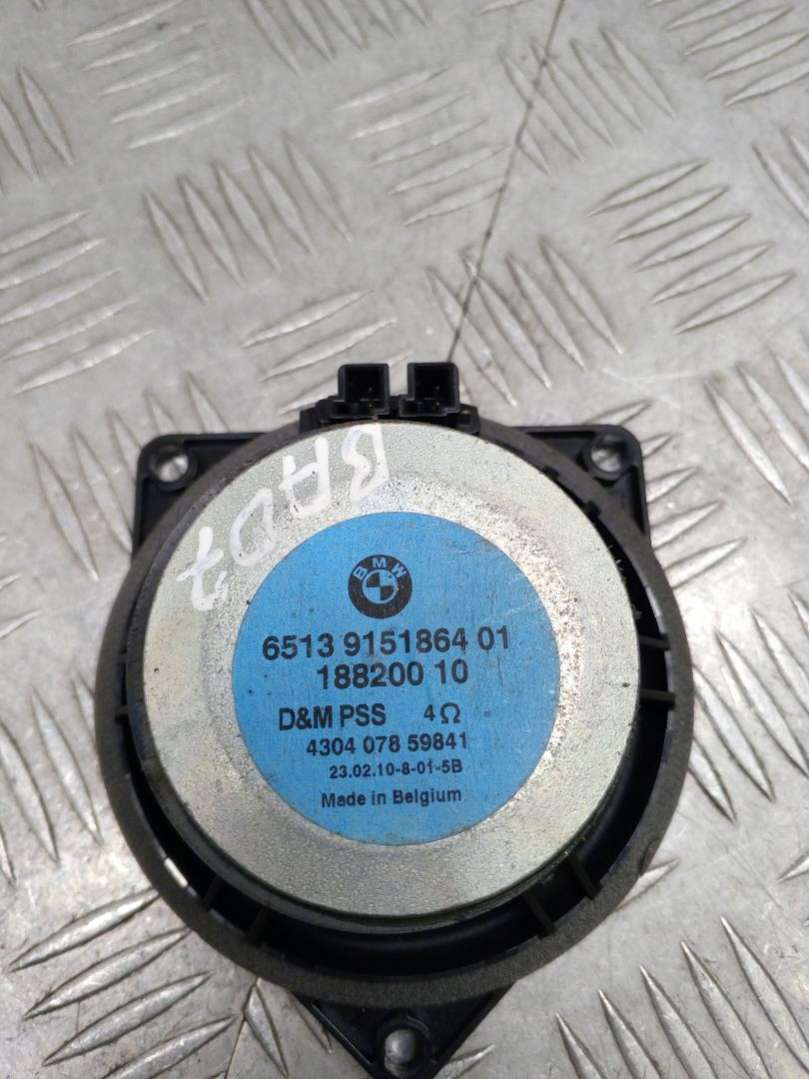 BAD7
BMW
6513 9151864 01
188200 10
D&M PSS 4Ω
4304 078 59841
23.02.10-8-01-5B
Made in Belgium